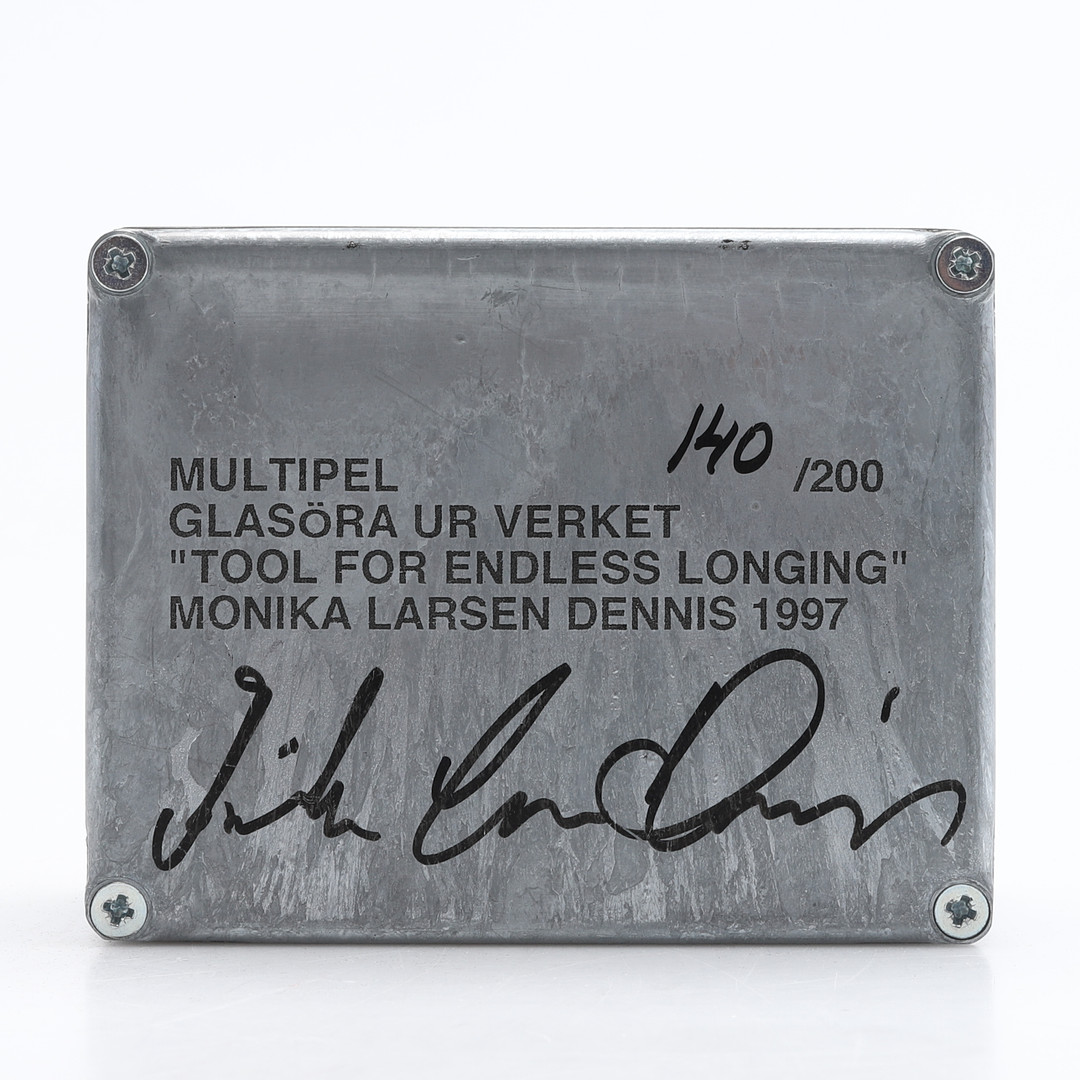 MULTIPEL 140 /200
GLASÖRA UR VERKET
"TOOL FOR ENDLESS LONGING"
MONIKA LARSEN DENNIS 1997